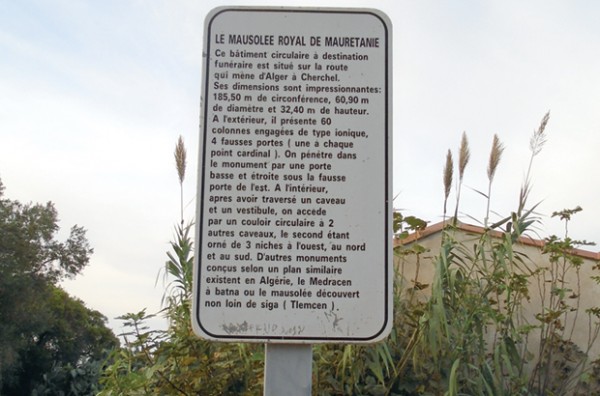 LE MAUSOLEE ROYAL DE MAURETANIE
Ce bâtiment circulaire à destination
funéraire est situé sur la route
qui mène d'Alger à Cherchel.
Ses dimensions sont impressionnantes:
185,50 m de circonférence, 60,90 m
de diamètre et 32,40 m de hauteur.
A l'extérieur, il présente 60
colonnes engagées de type ionique,
4 fausses portes ( une a chaque
point cardinal ). On pénétre dans
le monument par une porte
basse et étroite sous la fausse
porte de l'est. A l'intérieur,
apres avoir traversé un caveau
et un vestibule, on accede
par un couloir circulaire à 2
autres caveaux, le second étant
orné de 3 niches à l'ouest, au nord
et au sud. D'autres monuments
conçus selon un plan similaire
existent en Algérie, le Medracen
à batna ou le mausolée découvert
non loin de siga ( Tlemcen ).